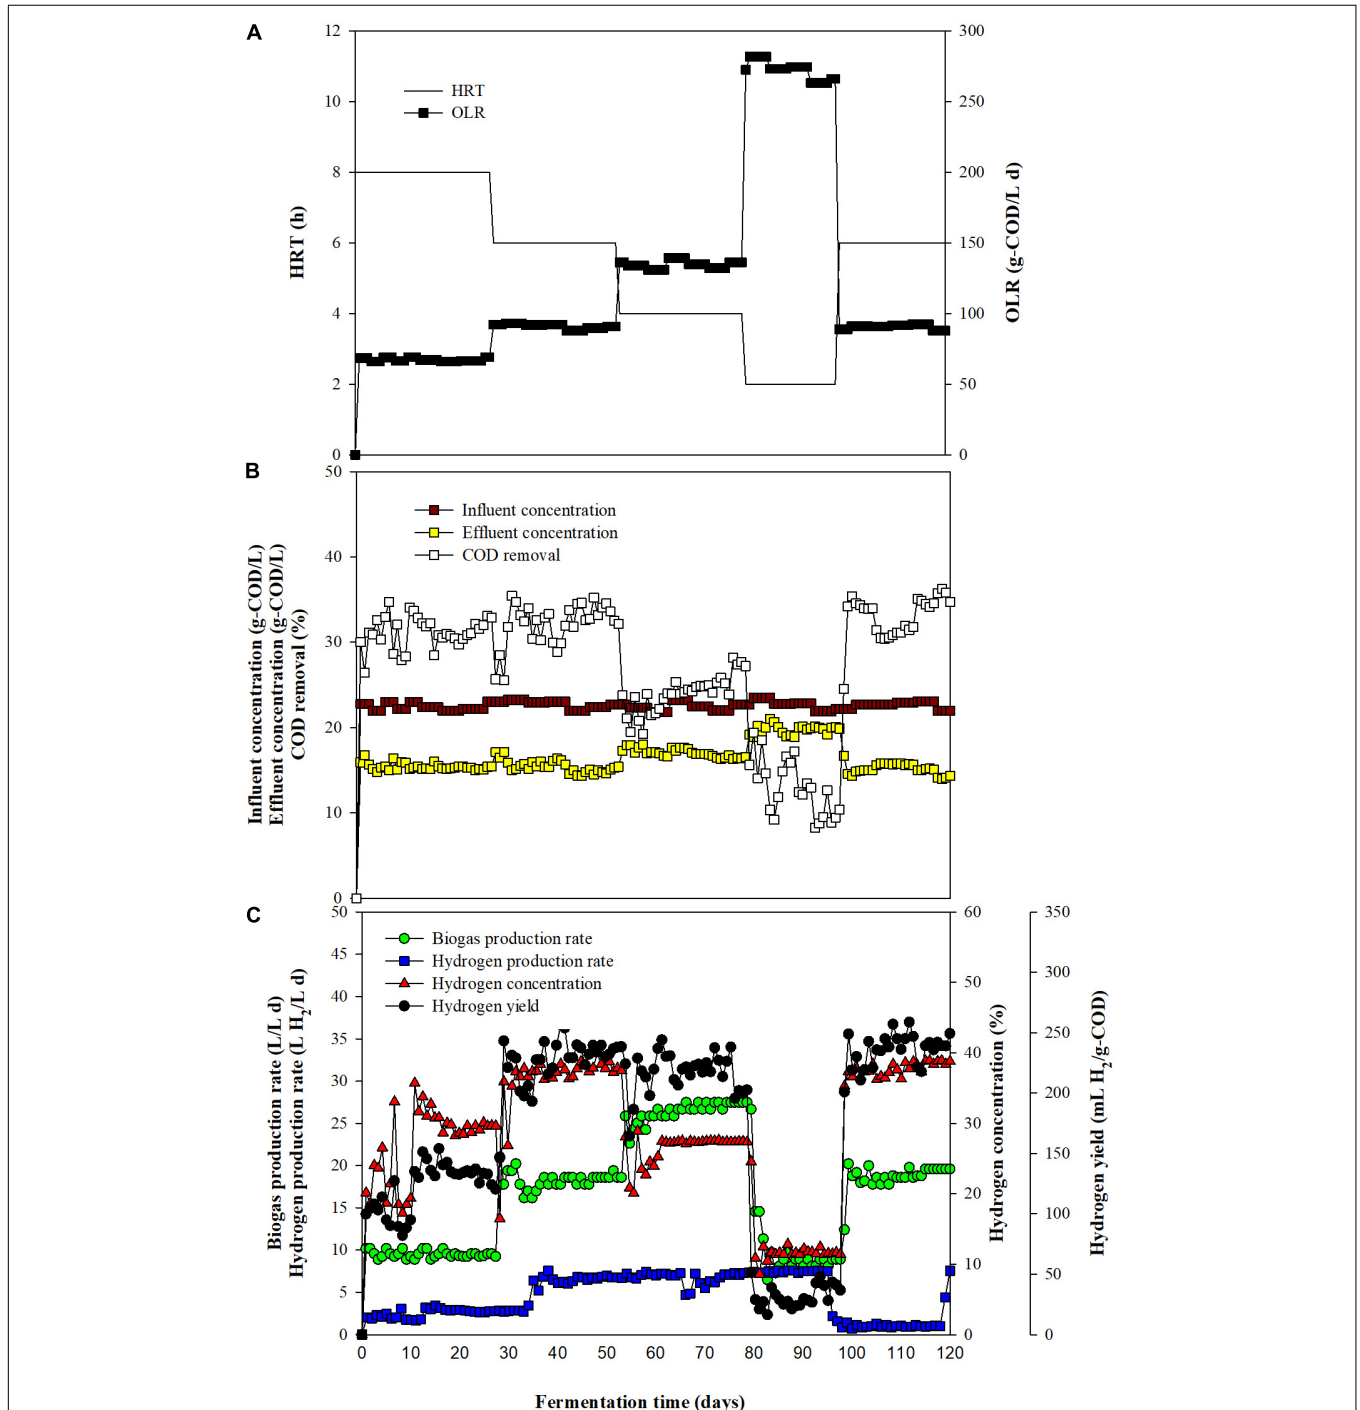 A
12
10
8
6
4
2
0
HRT (h)
HRT
OLR
300
250
200
150
100
50
0
OLR (g-COD/L d)
B
50
40
30
20
10
0
Influent concentration (g-COD/L)
Effluent concentration (g-COD/L)
COD removal (%)
Influent concentration
Effluent concentration
COD removal
C
50
45
40
35
30
25
20
15
10
5
0
Biogas production rate (L/L d)
Hydrogen production rate (L H2/L d)
Biogas production rate
Hydrogen production rate
Hydrogen concentration
Hydrogen yield
60
50
40
30
20
10
0
Hydrogen concentration (%)
350
300
250
200
150
100
50
0
Hydrogen yield (mL H2/g-COD)
0 10 20 30 40 50 60 70 80 90 100 110 120
Fermentation time (days)